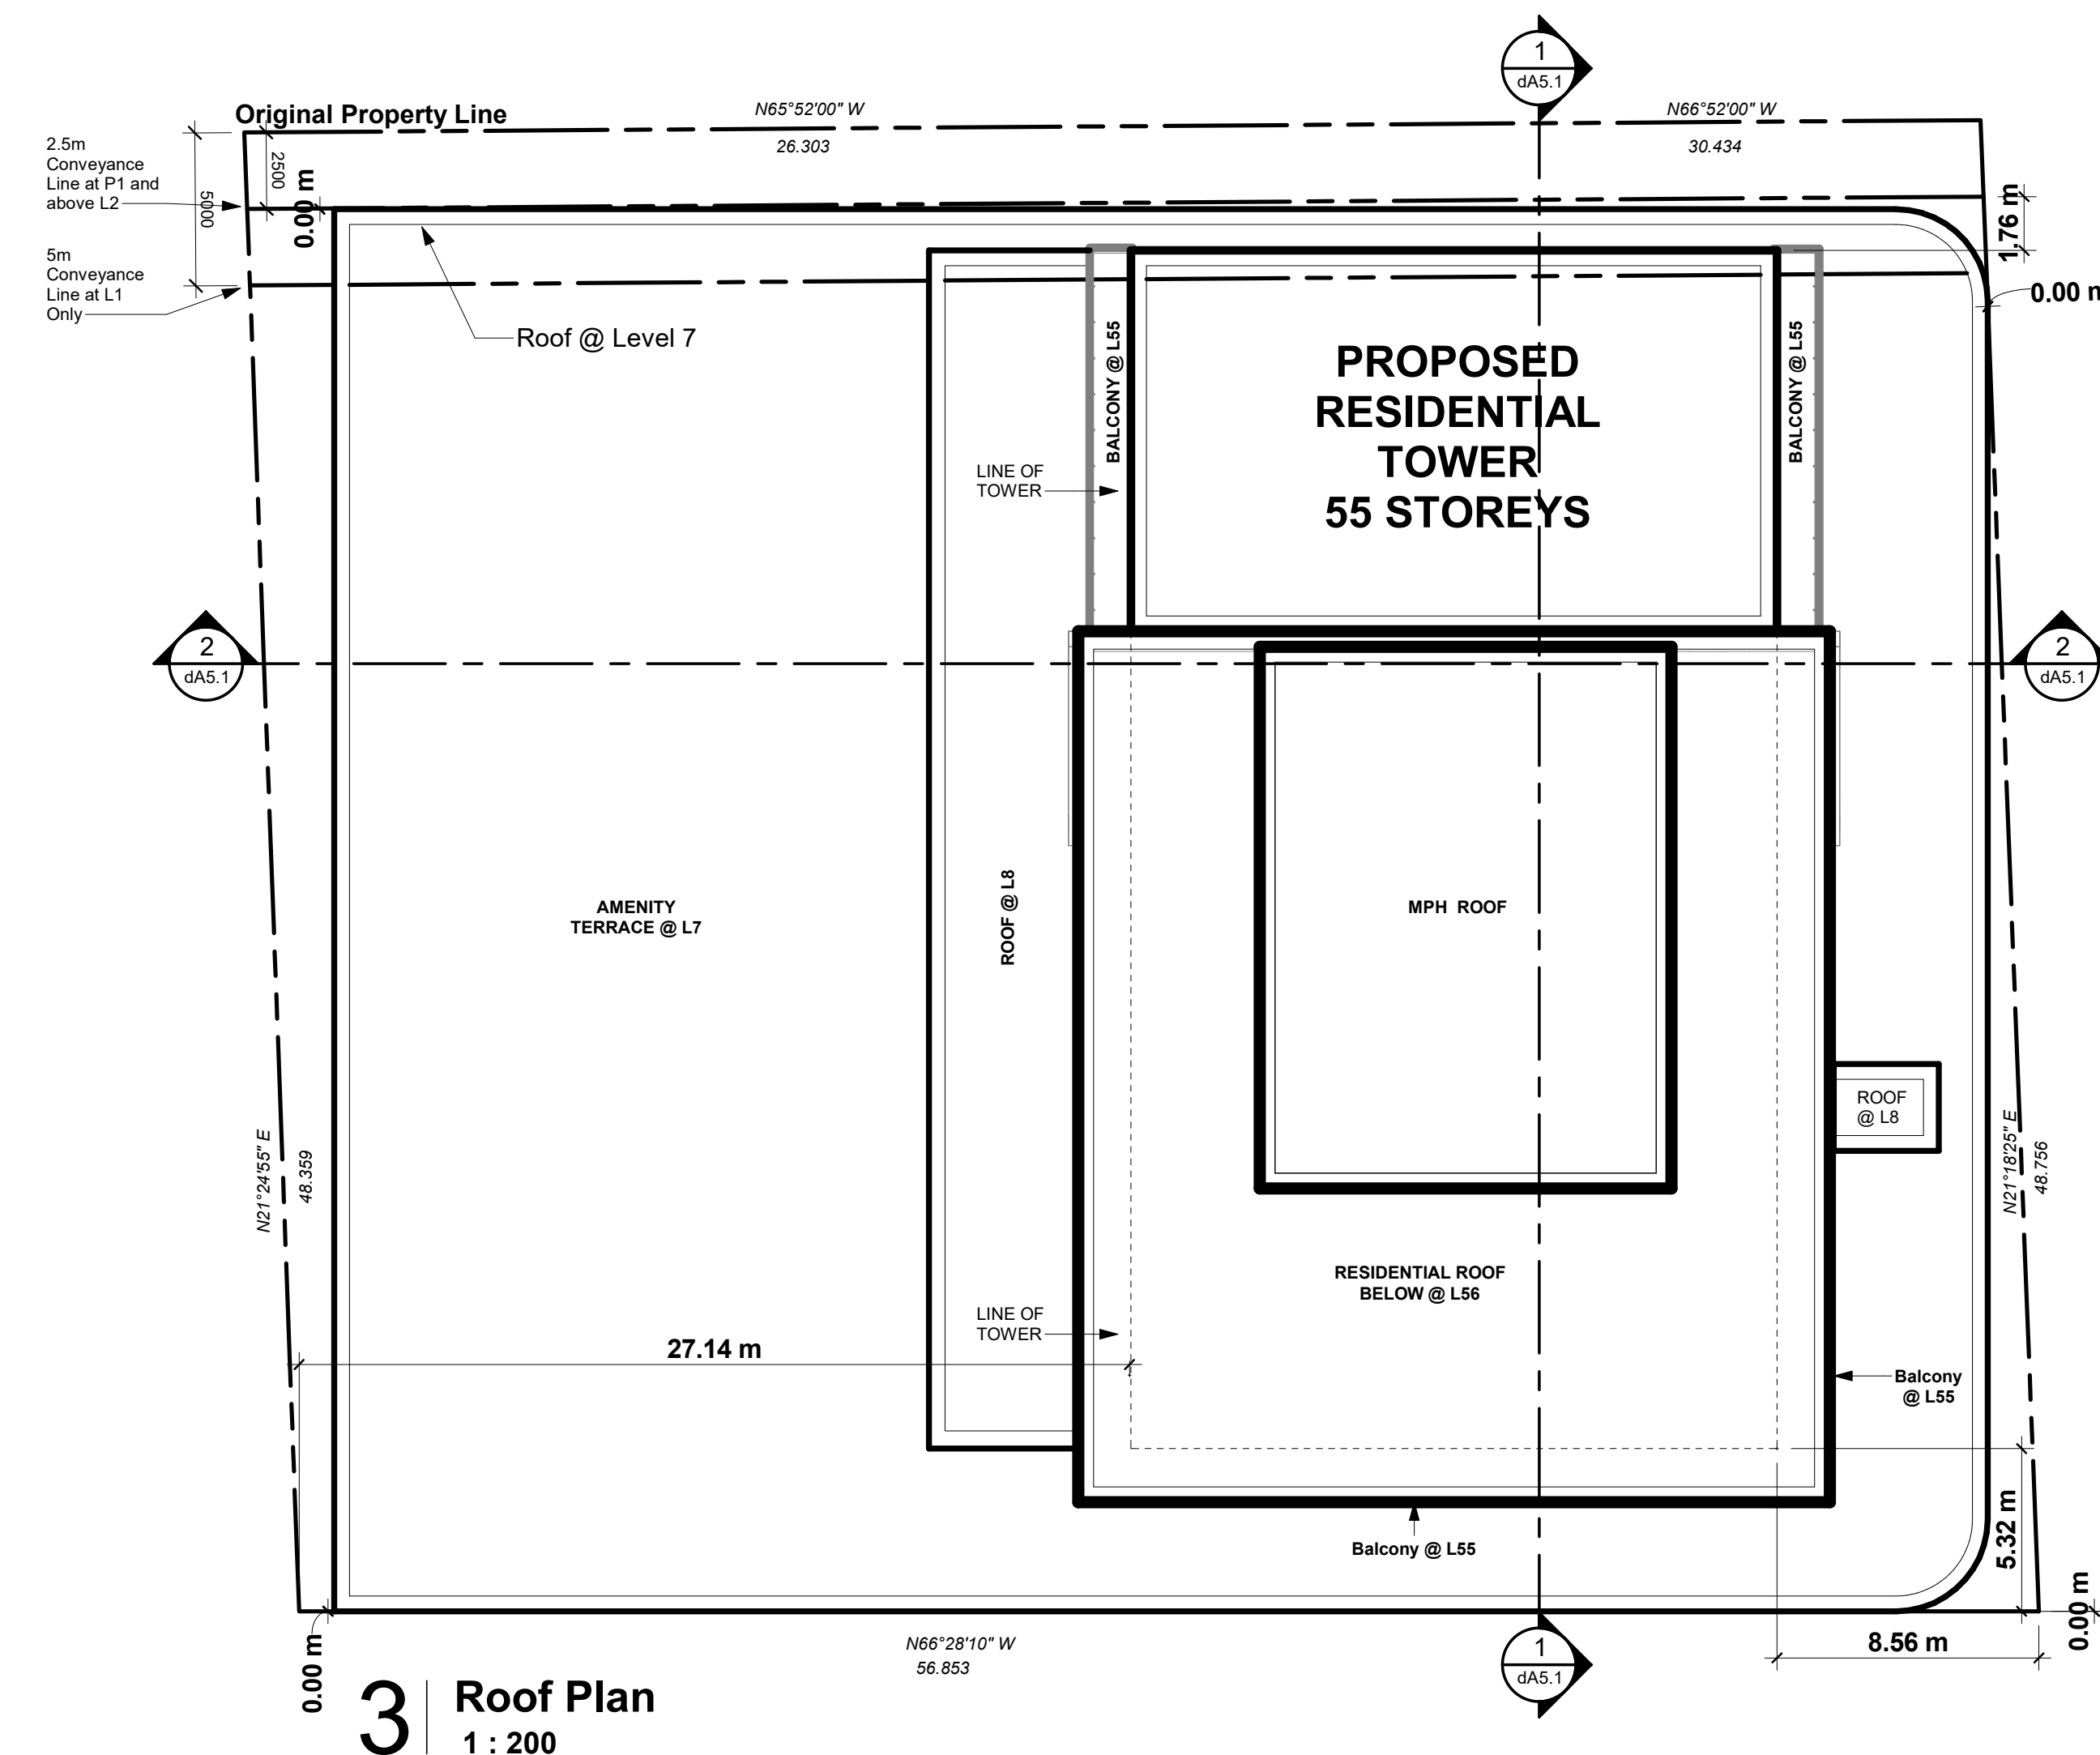 1
dA5.1
Original Property Line
N65°52'00" W
26.303
N66°52'00" W
30.434
2.5m
Conveyance
Line at P1 and
above L2
2500
5000
0.00 m
1.76 m
5m
Conveyance
Line at L1
Only
0.00 m
Roof @ Level 7
BALCONY @ L55
BALCONY @ L55
PROPOSED
RESIDENTIAL
TOWER
55 STOREYS
LINE OF
TOWER
2
dA5.1
2
dA5.1
AMENITY
TERRACE @ L7
ROOF @ L8
MPH ROOF
ROOF
@ L8
N21°24'55" E
48.359
N21°18'25" E
48.756
RESIDENTIAL ROOF
BELOW @ L56
LINE OF
TOWER
27.14 m
Balcony
@ L55
5.32 m
Balcony @ L55
0.00 m
0.00 m
N66°28'10" W
56.853
1
dA5.1
8.56 m
3
Roof Plan
1 : 200